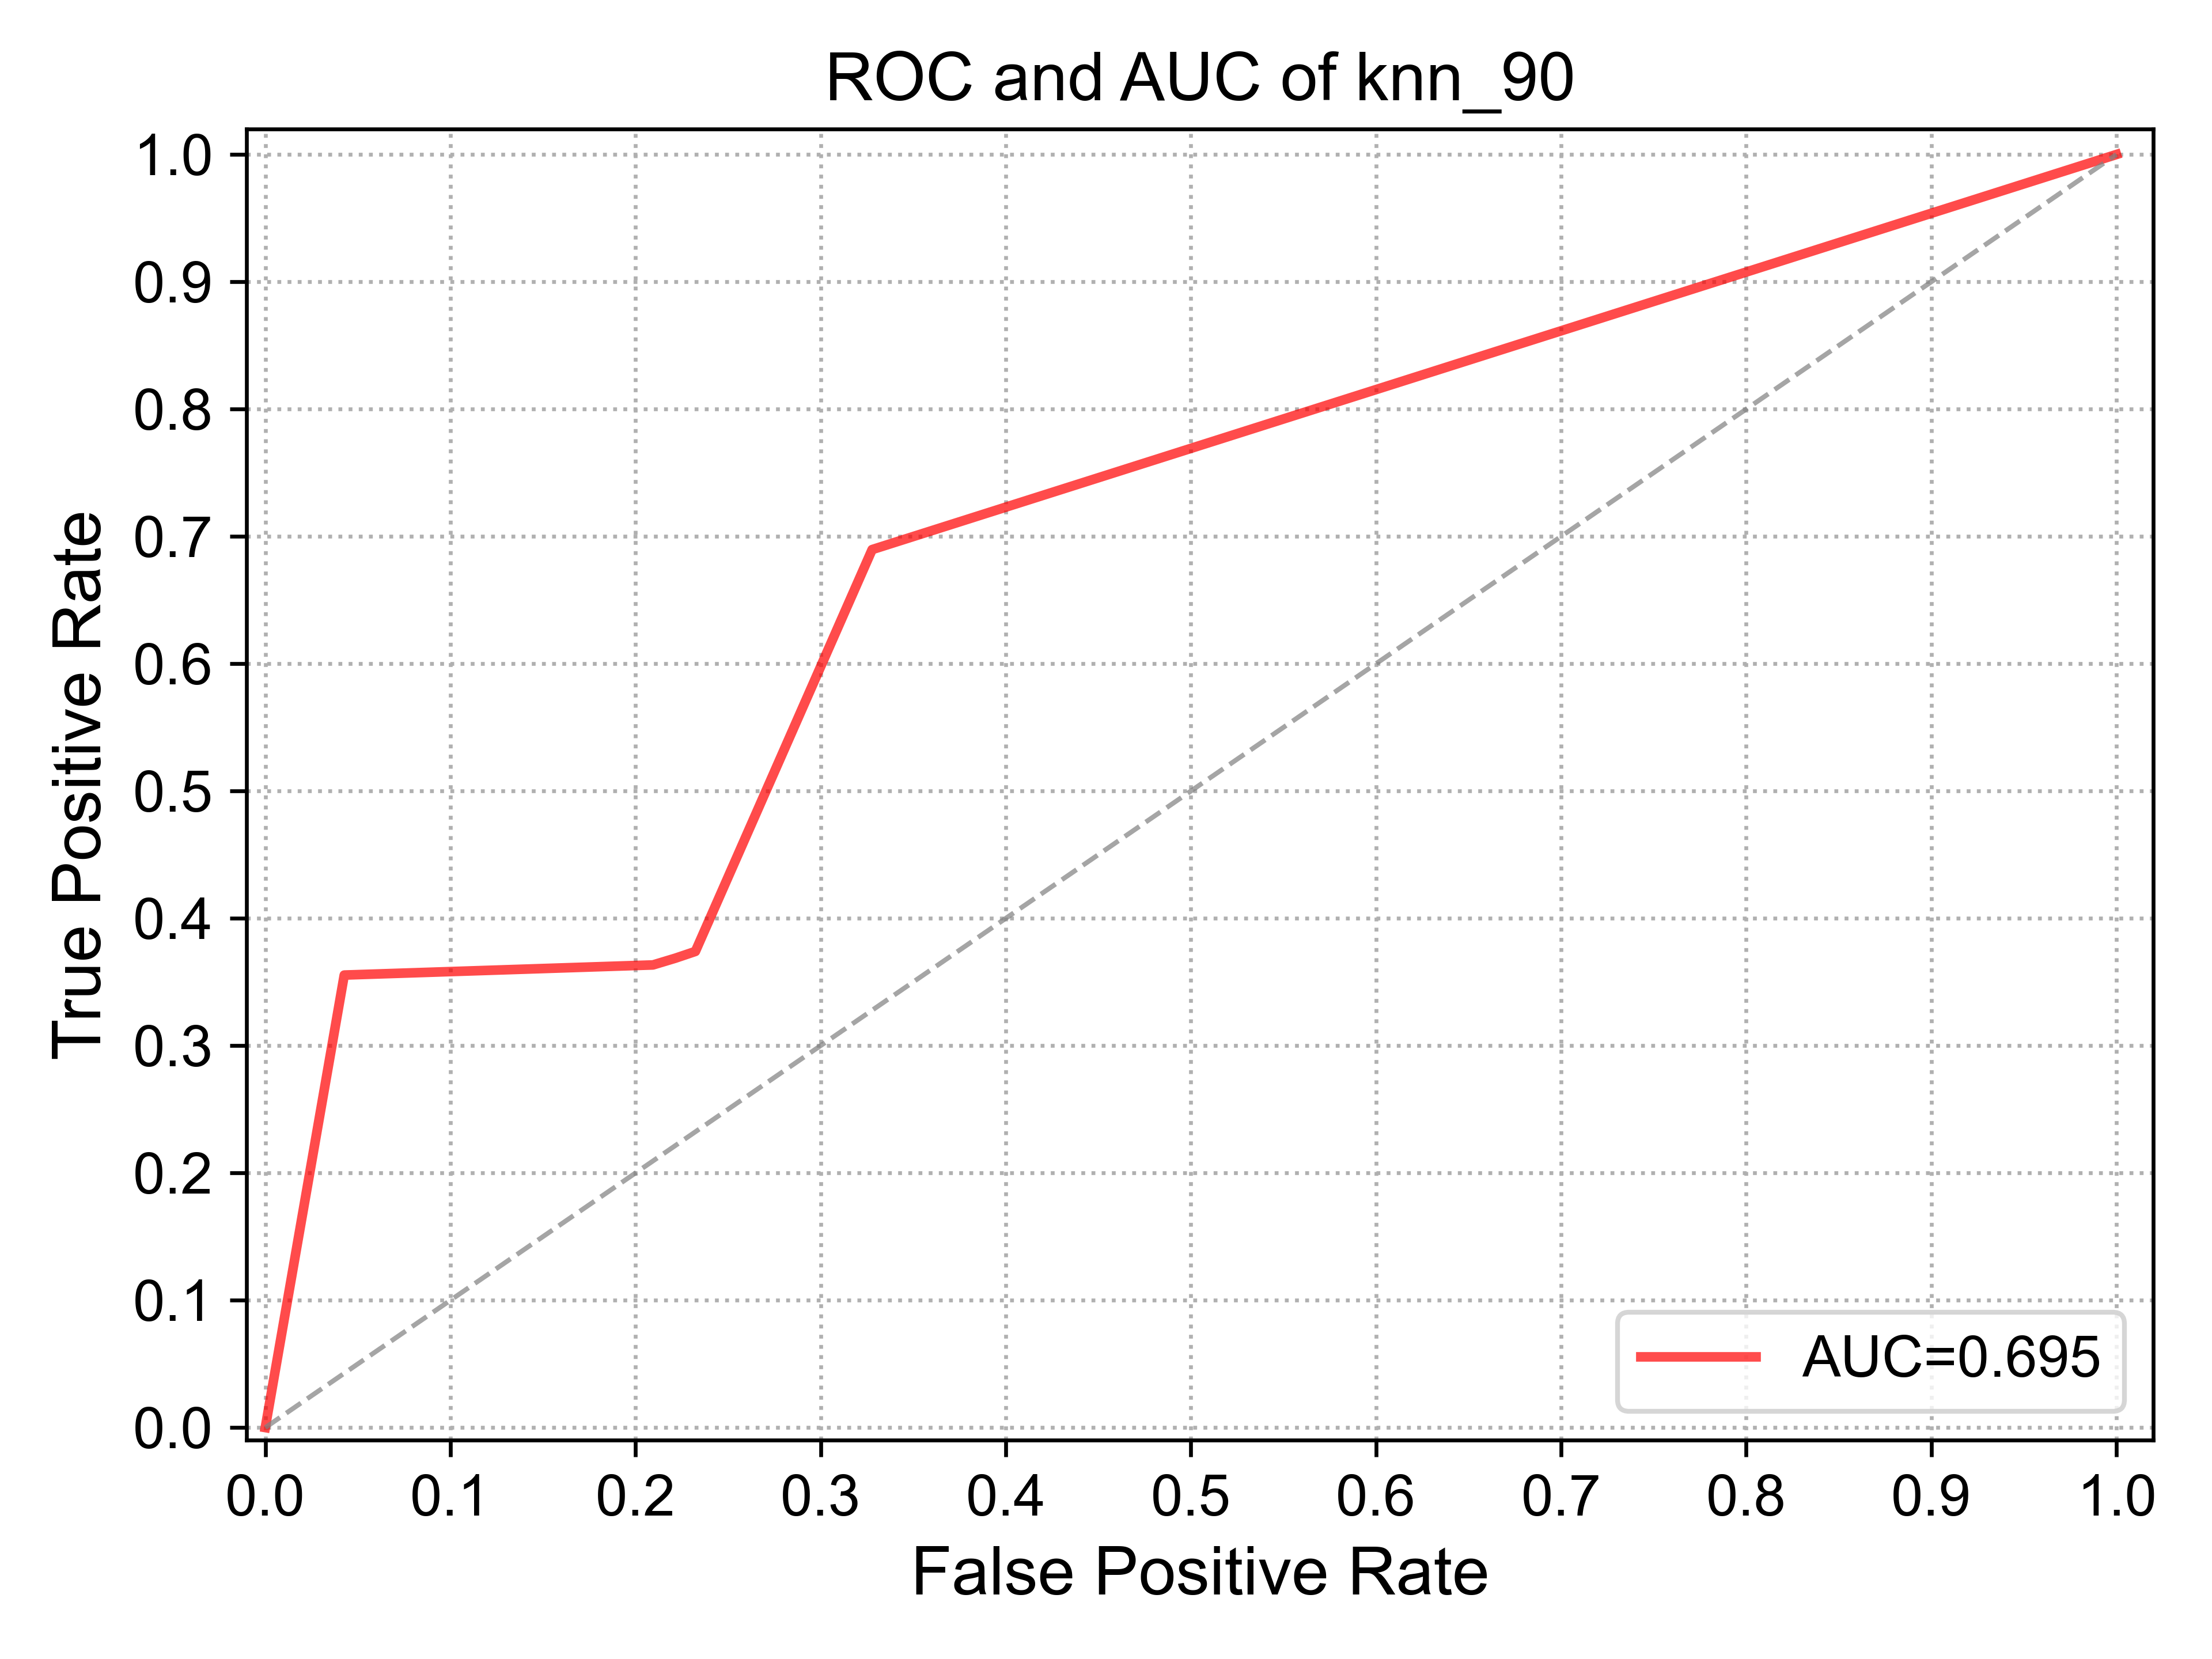 ROC and AUC of knn_90
True Positive Rate
1.0
0.9
0.8
0.7
0.6
0.5
0.4
0.3
0.2
0.1
0.0
0.0 0.1 0.2 0.3 0.4 0.5 0.6 0.7 0.8 0.9 1.0
False Positive Rate
AUC=0.695